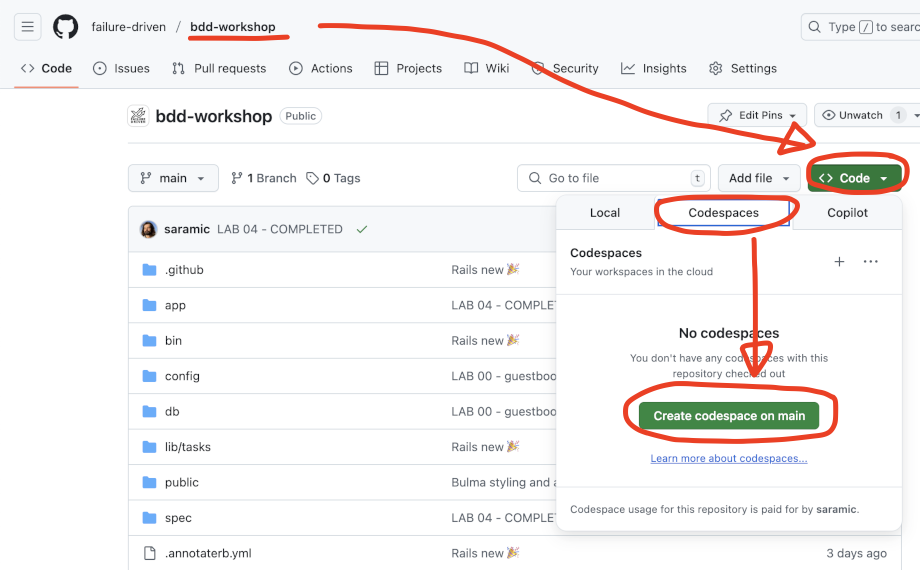 failure-driven / bdd-workshop
Type / to searc
Code Issues Pull requests Actions Projects Wiki Security Insights Settings
bdd-workshop Public
Edit Pins Unwatch 1
main 1 Branch 0 Tags
Go to file t
Add file
Code
Local Codespaces Copilot
saramic LAB 04 - COMPLETED
Codespaces
Your workspaces in the cloud
.github Rails new 🎉
app LAB 04 - COMPLET
No codespaces
bin Rails new 🎉
You don't have any codespaces with this
repository checked out
config LAB 00 - guestboo
db LAB 00 - guestboo
Create codespace on main
lib/tasks Rails new 🎉
Learn more about codespaces...
public Bulma styling and a
spec LAB 04 - COMPLET
Codespace usage for this repository is paid for by saramic.
.annotaterb.yml Rails new 🎉 3 days ago